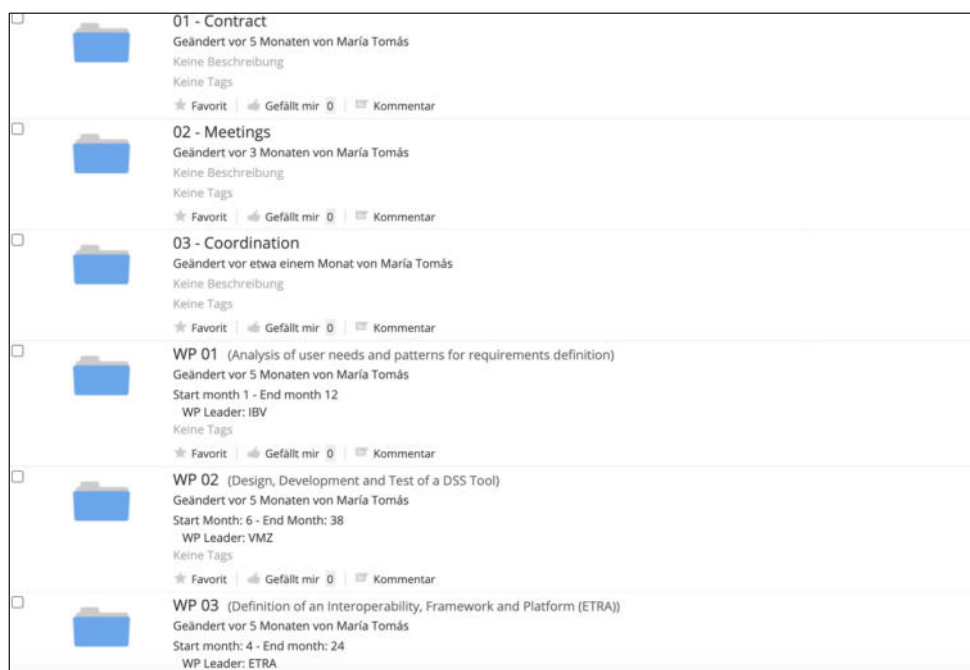 01 - Contract
Geändert vor 5 Monaten von María Tomás
Keine Beschreibung
Keine Tags
Favorit Gefällt mir 0 Kommentar
02 - Meetings
Geändert vor 3 Monaten von María Tomás
Keine Beschreibung
Keine Tags
Favorit Gefällt mir 0 Kommentar
03 - Coordination
Geändert vor etwa einem Monat von María Tomás
Keine Beschreibung
Keine Tags
Favorit Gefällt mir 0 Kommentar
WP 01 (Analysis of user needs and patterns for requirements definition)
Geändert vor 5 Monaten von María Tomás
Start month 1 - End month 12
WP Leader: IBV
Keine Tags
Favorit Gefällt mir 0 Kommentar
WP 02 (Design, Development and Test of a DSS Tool)
Geändert vor 5 Monaten von María Tomás
Start Month: 6 - End Month: 38
WP Leader: VMZ
Keine Tags
Favorit Gefällt mir 0 Kommentar
WP 03 (Definition of an Interoperability, Framework and Platform (ETRA))
Geändert vor 5 Monaten von María Tomás
Start month: 4 - End month: 24
WP Leader: ETRA